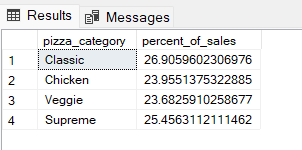 Results Messages
pizza_category percent_of_sales
1 Classic 26.9059602306976
2 Chicken 23.9551375322885
3 Veggie 23.6825910258677
4 Supreme 25.4563112111462